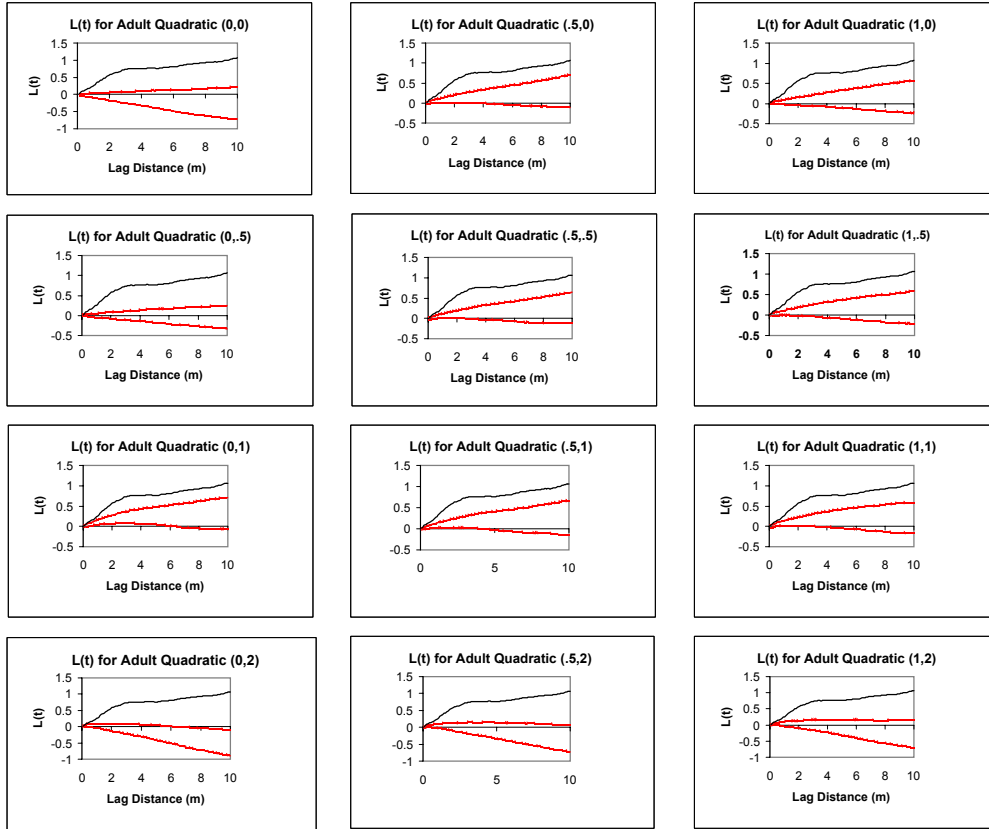 L(t) for Adult Quadratic (0,0)
1.5
1
0.5
0
-0.5
-1
L(t)
0 2 4 6 8 10
Lag Distance (m)
L(t) for Adult Quadratic (.5,0)
1.5
1
0.5
0
-0.5
L(t)
0 2 4 6 8 10
Lag Distance (m)
L(t) for Adult Quadratic (1,0)
1.5
1
0.5
0
-0.5
L(t)
0 2 4 6 8 10
Lag Distance (m)
L(t) for Adult Quadratic (0,.5)
1.5
1
0.5
0
-0.5
L(t)
0 2 4 6 8 10
Lag Distance (m)
L(t) for Adult Quadratic (.5,.5)
1.5
1
0.5
0
-0.5
L(t)
0 2 4 6 8 10
Lag Distance (m)
L(t) for Adult Quadratic (1,.5)
1.5
1
0.5
0
-0.5
L(t)
0 2 4 6 8 10
Lag Distance (m)
L(t) for Adult Quadratic (0,1)
1.5
1
0.5
0
-0.5
L(t)
0 2 4 6 8 10
Lag Distance (m)
L(t) for Adult Quadratic (.5,1)
1.5
1
0.5
0
-0.5
L(t)
0 5 10
Lag Distance (m)
L(t) for Adult Quadratic (1,1)
1.5
1
0.5
0
-0.5
L(t)
0 2 4 6 8 10
Lag Distance (m)
L(t) for Adult Quadratic (0,2)
1.5
1
0.5
0
-0.5
-1
L(t)
0 2 4 6 8 10
Lag Distance (m)
L(t) for Adult Quadratic (.5,2)
1.5
1
0.5
0
-0.5
-1
L(t)
0 5 10
Lag Distance (m)
L(t) for Adult Quadratic (1,2)
1.5
1
0.5
0
-0.5
-1
L(t)
0 2 4 6 8 10
Lag Distance (m)